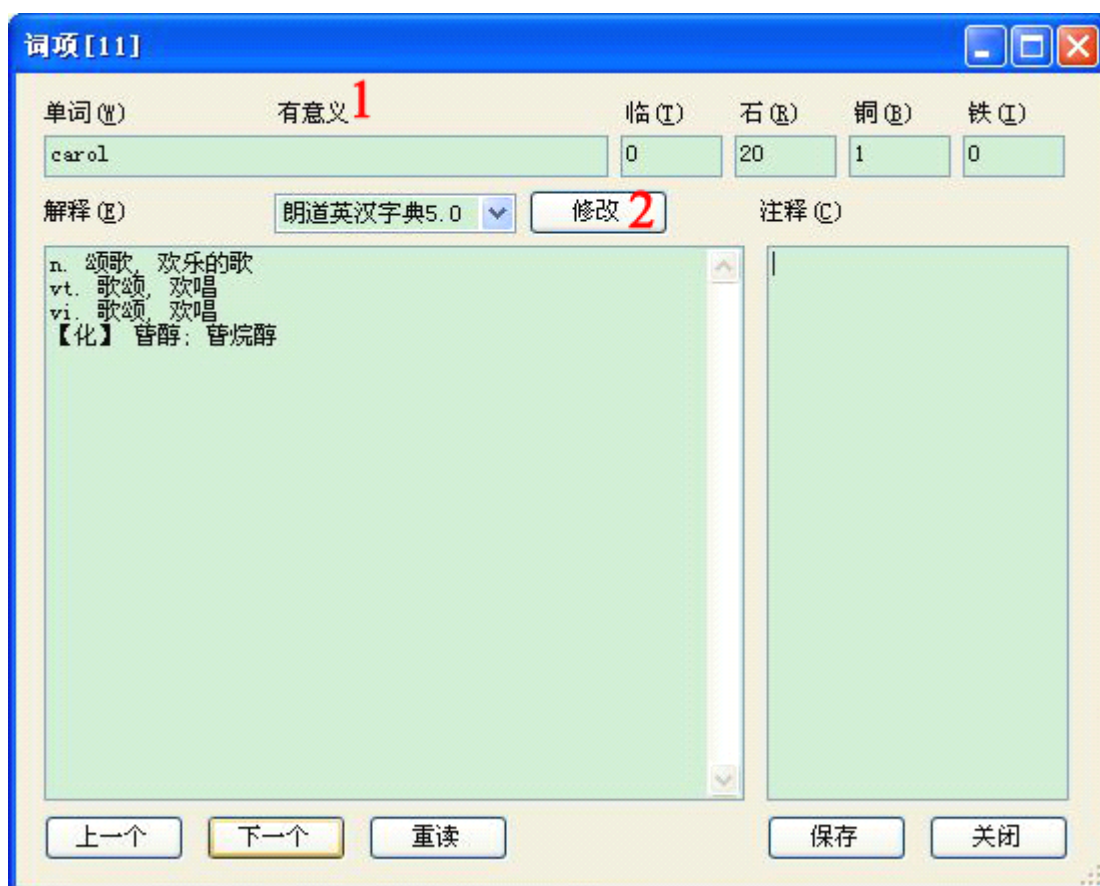 词项[11]
单词(W) 有意义1 临(T) 石(R) 铜(B) 铁(I)
carol 0 20 1 0
解释(E) 朗道英汉字典5.0 修改2 注释(C)
n. 颂歌, 欢乐的歌
vt. 歌颂, 欢唱
vi. 歌颂, 欢唱
【化】 蒈醇; 蒈烷醇
上一个 下一个 重读 保存 关闭